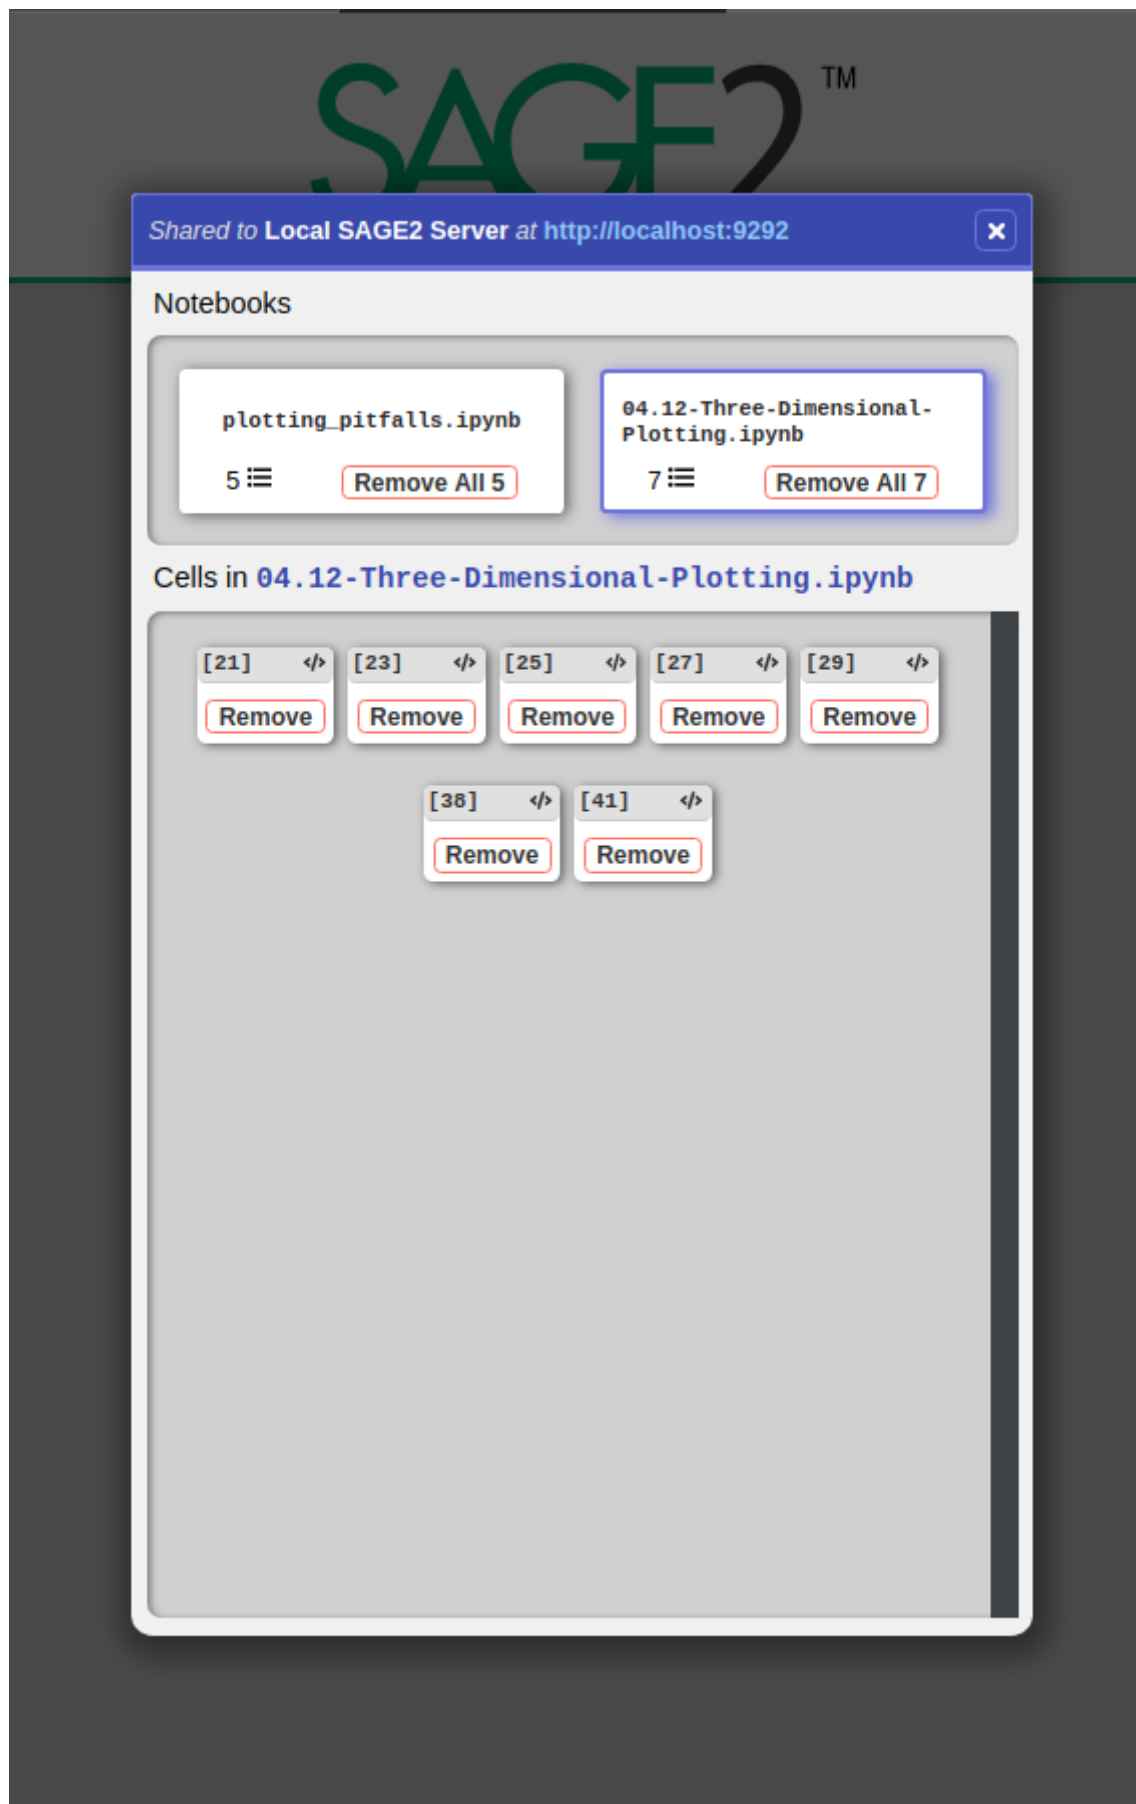 SAGE2 TM
Shared to Local SAGE2 Server at http://localhost:9292
Notebooks
plotting_pitfalls.ipynb
5 Remove All 5
04.12-Three-Dimensional-
Plotting.ipynb
7 Remove All 7
Cells in 04.12-Three-Dimensional-Plotting.ipynb
[21] </> [23] </> [25] </> [27] </> [29] </>
Remove Remove Remove Remove Remove
[38] </> [41] </>
Remove Remove